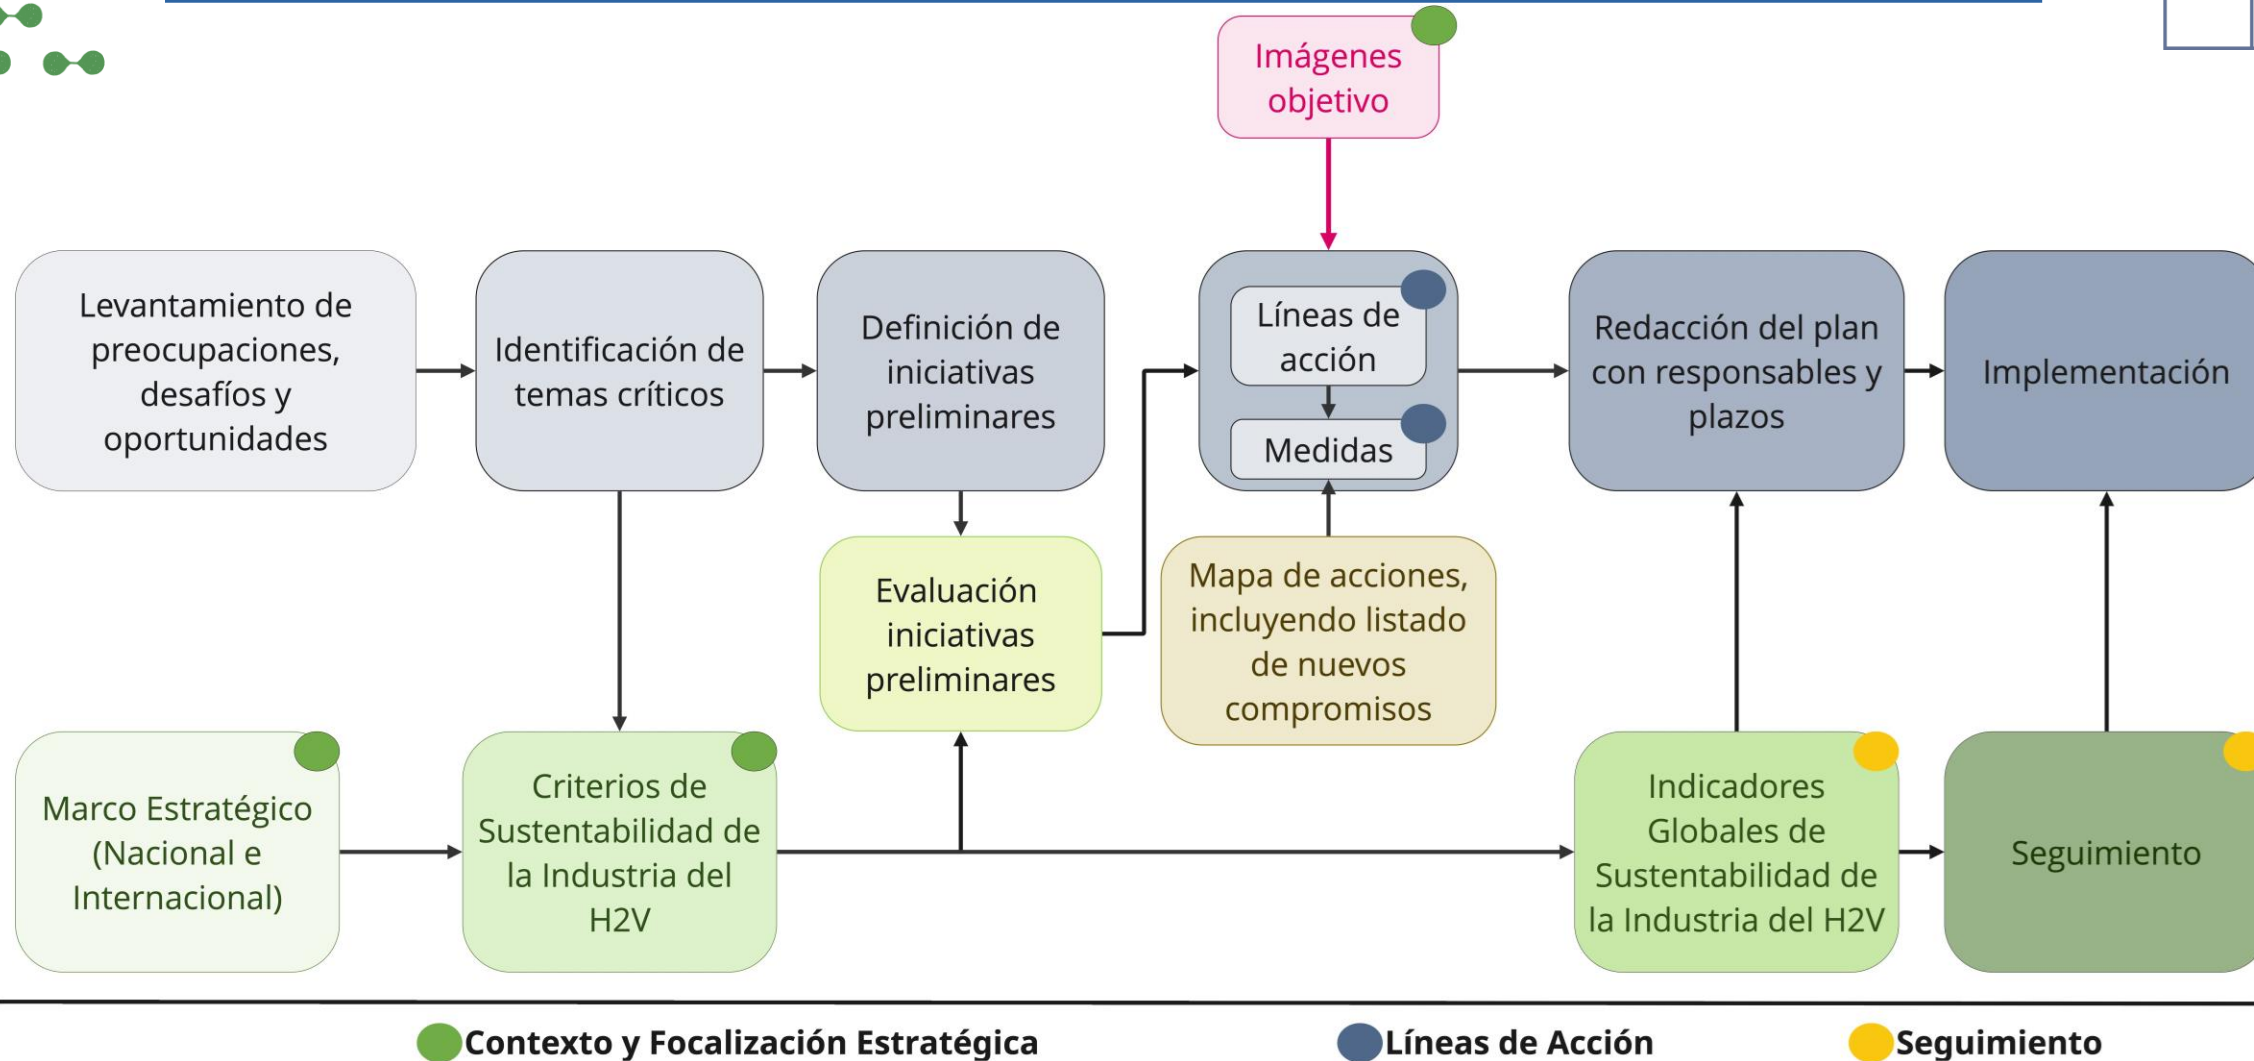 Imágenes
objetivo
Levantamiento de
preocupaciones,
desafíos y
oportunidades
Identificación de
temas críticos
Definición de
iniciativas
preliminares
Líneas de
acción
Medidas
Redacción del plan
con responsables y
plazos
Implementación
Evaluación
iniciativas
preliminares
Mapa de acciones,
incluyendo listado
de nuevos
compromisos
Marco Estratégico
(Nacional e
Internacional)
Criterios de
Sustentabilidad de
la Industria del
H2V
Indicadores
Globales de
Sustentabilidad de
la Industria del H2V
Seguimiento
Contexto y Focalización Estratégica
Líneas de Acción
Seguimiento